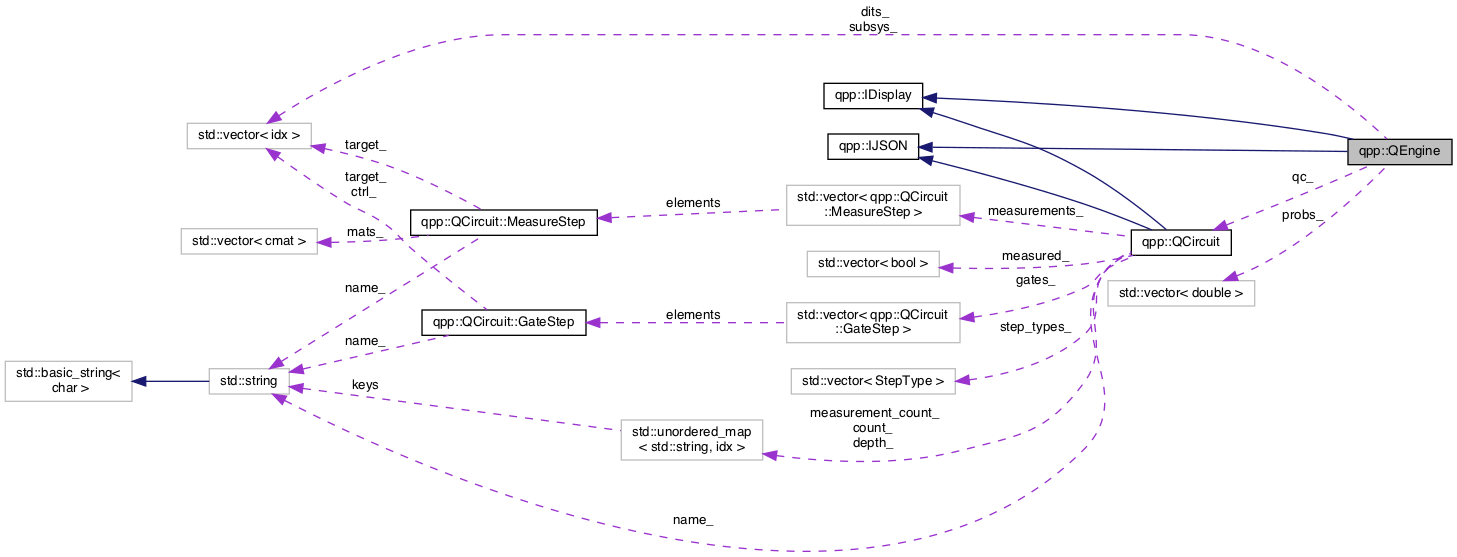 dits_
subsys_
qpp::IDisplay
std::vector< idx >
target_
qpp::IJSON
qpp::QEngine
target_
ctrl_
qc_
std::vector< qpp::QCircuit
::MeasureStep >
elements
measurements_
probs_
qpp::QCircuit::MeasureStep
mats_
std::vector< cmat >
qpp::QCircuit
measured_
std::vector< bool >
gates_
name_
std::vector< double >
std::vector< qpp::QCircuit
::GateStep >
elements
qpp::QCircuit::GateStep
step_types_
name_
std::basic_string<
char >
std::string
keys
std::vector< StepType >
measurement_count_
count_
depth_
std::unordered_map
< std::string, idx >
name_